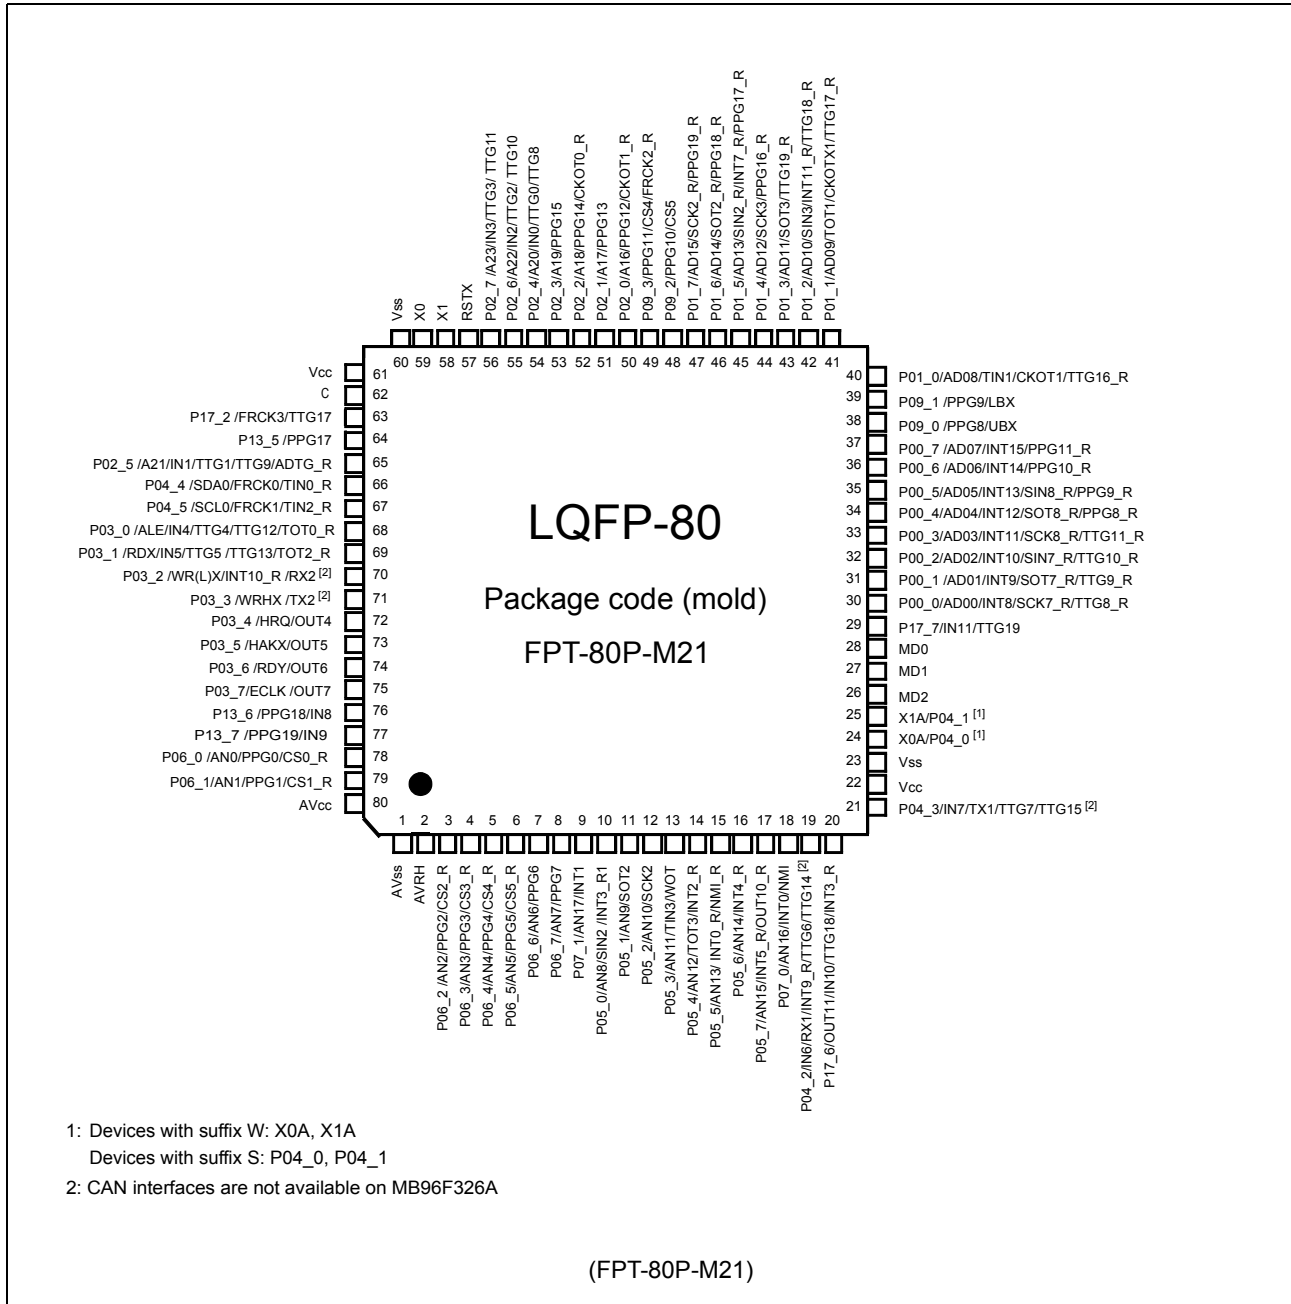 P02_7 /A23/IN3/TTG3/ TTG11
P02_6/A22/IN2/TTG2/ TTG10
P02_4/A20/IN0/TTG0/TTG8
P02_3/A19/PPG15
P02_2/A18/PPG14/CKOT0_R
P02_1/A17/PPG13
P02_0/A16/PPG12/CKOT1_R
P09_3/PPG11/CS4/FRCK2_R
P09_2/PPG10/CS5
P01_7/AD15/SCK2_R/PPG19_R
P01_6/AD14/SOT2_R/PPG18_R
P01_5/AD13/SIN2_R/INT7_R/PPG17_R
P01_4/AD12/SCK3/PPG16_R
P01_3/AD11/SOT3/TTG19_R
P01_2/AD10/SIN3/INT11_R/TTG18_R
P01_1/AD09/TOT1/CKOTX1/TTG17_R
Vss
X0
X1
RSTX
60 59 58 57 56 55 54 53 52 51 50 49 48 47 46 45 44 43 42 41
Vcc 61
C 62
P17_2 /FRCK3/TTG17 63
P13_5 /PPG17 64
P02_5 /A21/IN1/TTG1/TTG9/ADTG_R 65
P04_4 /SDA0/FRCK0/TIN0_R 66
P04_5 /SCL0/FRCK1/TIN2_R 67
P03_0 /ALE/IN4/TTG4/TTG12/TOT0_R 68
P03_1 /RDX/IN5/TTG5 /TTG13/TOT2_R 69
P03_2 /WR(L)X/INT10_R /RX2 [2] 70
P03_3 /WRHX /TX2 [2] 71
P03_4 /HRQ/OUT4 72
P03_5 /HAKX/OUT5 73
P03_6 /RDY/OUT6 74
P03_7/ECLK /OUT7 75
P13_6 /PPG18/IN8 76
P13_7 /PPG19/IN9 77
P06_0 /AN0/PPG0/CS0_R 78
P06_1/AN1/PPG1/CS1_R 79
AVcc 80
LQFP-80
Package code (mold)
FPT-80P-M21
40 P01_0/AD08/TIN1/CKOT1/TTG16_R
39 P09_1 /PPG9/LBX
38 P09_0 /PPG8/UBX
37 P00_7 /AD07/INT15/PPG11_R
36 P00_6 /AD06/INT14/PPG10_R
35 P00_5/AD05/INT13/SIN8_R/PPG9_R
34 P00_4/AD04/INT12/SOT8_R/PPG8_R
33 P00_3/AD03/INT11/SCK8_R/TTG11_R
32 P00_2/AD02/INT10/SIN7_R/TTG10_R
31 P00_1 /AD01/INT9/SOT7_R/TTG9_R
30 P00_0/AD00/INT8/SCK7_R/TTG8_R
29 P17_7/IN11/TTG19
28 MD0
27 MD1
26 MD2
25 X1A/P04_1 [1]
24 X0A/P04_0 [1]
23 Vss
22 Vcc
21 P04_3/IN7/TX1/TTG7/TTG15 [2]
1 2 3 4 5 6 7 8 9 10 11 12 13 14 15 16 17 18 19 20
AVss
AVRH
P06_2 /AN2/PPG2/CS2_R
P06_3/AN3/PPG3/CS3_R
P06_4/AN4/PPG4/CS4_R
P06_5/AN5/PPG5/CS5_R
P06_6/AN6/PPG6
P06_7/AN7/PPG7
P07_1/AN17/INT1
P05_0/AN8/SIN2 /INT3_R1
P05_1/AN9/SOT2
P05_2/AN10/SCK2
P05_3/AN11/TIN3/WOT
P05_4/AN12/TOT3/INT2_R
P05_5/AN13/ INT0_R/NMI_R
P05_6/AN14/INT4_R
P05_7/AN15/INT5_R/OUT10_R
P07_0/AN16/INT0/NMI
P04_2/IN6/RX1/INT9_R/TTG6/TTG14 [2]
P17_6/OUT11/IN10/TTG18/INT3_R
1: Devices with suffix W: X0A, X1A
Devices with suffix S: P04_0, P04_1
2: CAN interfaces are not available on MB96F326A
(FPT-80P-M21)